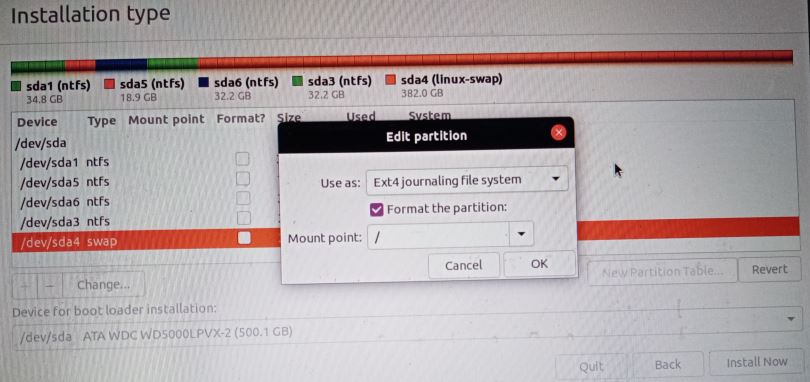 Installation type
sda1 (ntfs) sda5 (ntfs) sda6 (ntfs) sda3 (ntfs) sda4 (linux-swap)
34.8 GB 18.9 GB 32.2 GB 32.2 GB 382.0 GB
Device Type Mount point Format? Size Used System
/dev/sda
/dev/sda1 ntfs
/dev/sda5 ntfs
/dev/sda6 ntfs
/dev/sda3 ntfs
/dev/sda4 swap
Edit partition
Use as: Ext4 journaling file system
Format the partition:
Mount point: /
Cancel OK
+ - Change... New Partition Table... Revert
Device for boot loader installation:
/dev/sda ATA WDC WD5000LPVX-2 (500.1 GB)
Quit Back Install Now